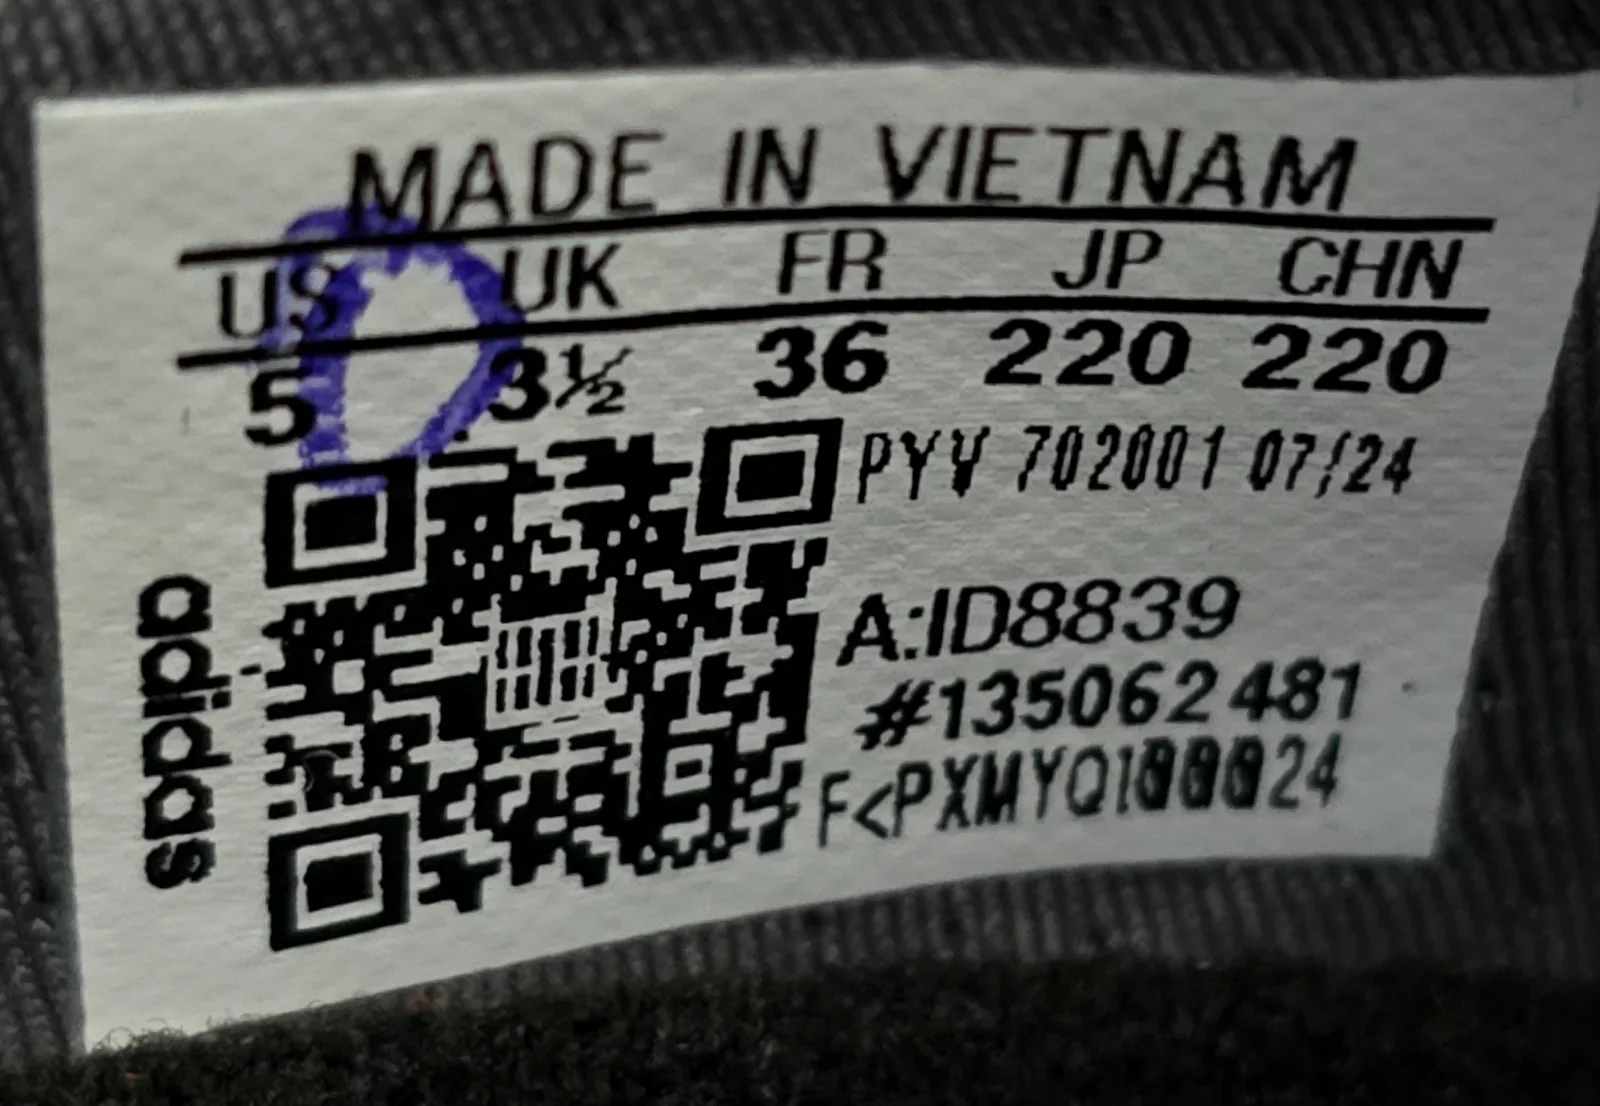 MADE IN VIETNAM
US UK FR JP CHN
5 3½ 36 220 220
PYV 702001 07/24
A:ID8839
#135062481
adidas